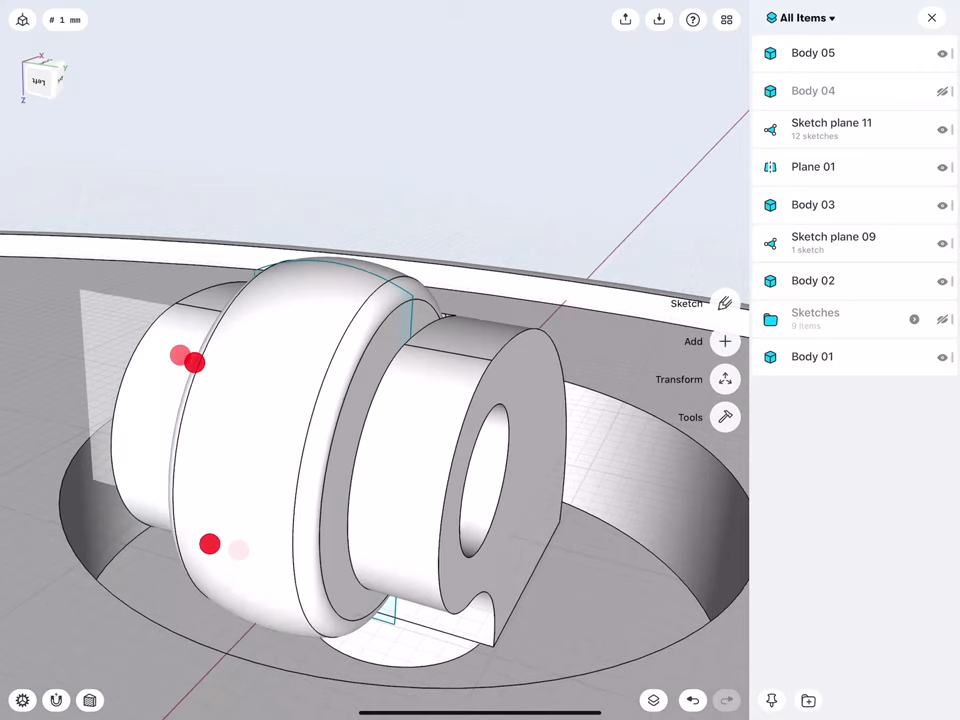 # 1 mm
All Items ▾
Body 05
Body 04
Sketch plane 11
12 sketches
Plane 01
Body 03
Sketch plane 09
1 sketch
Body 02
Sketches
9 items
Body 01
Sketch
Add
Transform
Tools
X
Y
Left
Z